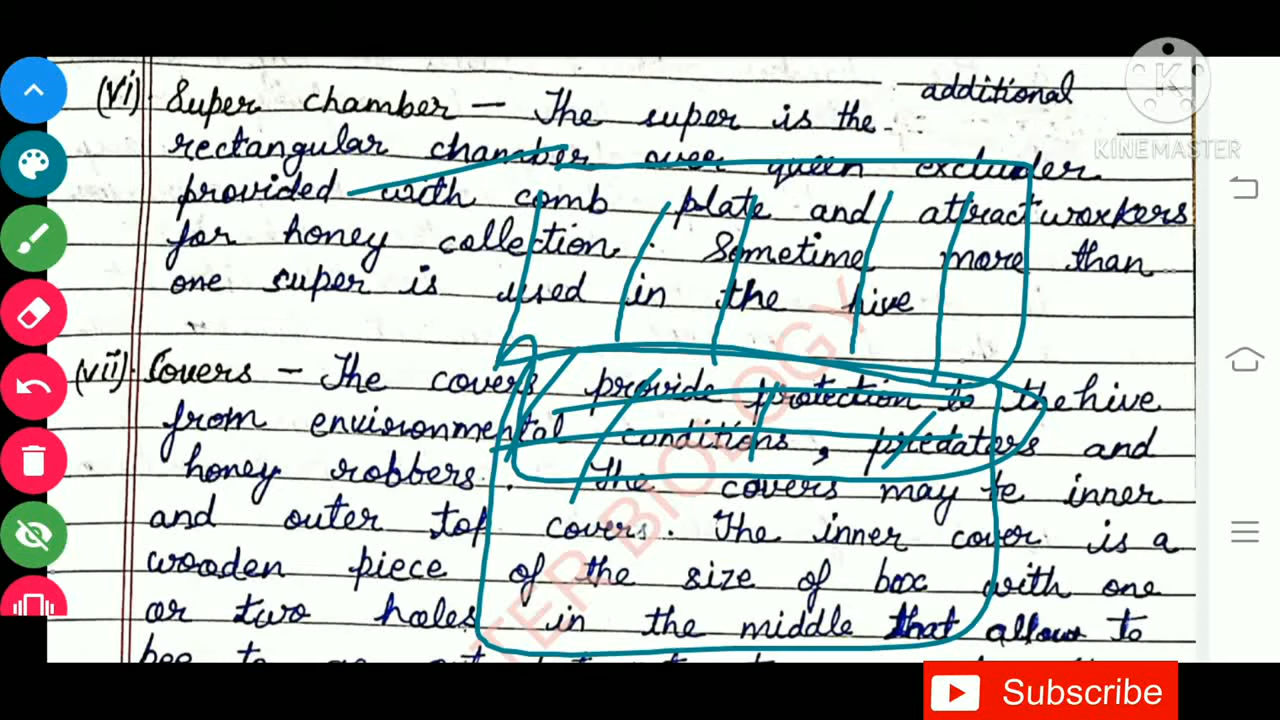 additional
(vi) Super chamber — The super is the
rectangular chamber over queen excluder
provided with comb plate and attract workers
for honey collection. Sometime more than
one super is used in the hive
(vii) Covers — The covers provide protection to the hive
from environmental conditions, predators and
honey robbers. The covers may be inner
and outer top covers. The inner cover is a
wooden piece of the size of box with one
or two holes in the middle that allow to
bee to
KINEMASTER
TER BIOLOGY
Subscribe